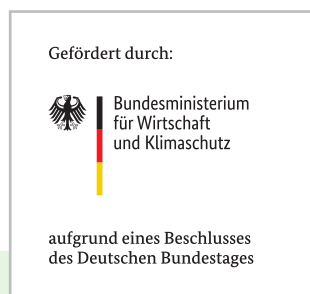 Gefördert durch:
Bundesministerium
für Wirtschaft
und Klimaschutz
aufgrund eines Beschlusses
des Deutschen Bundestages